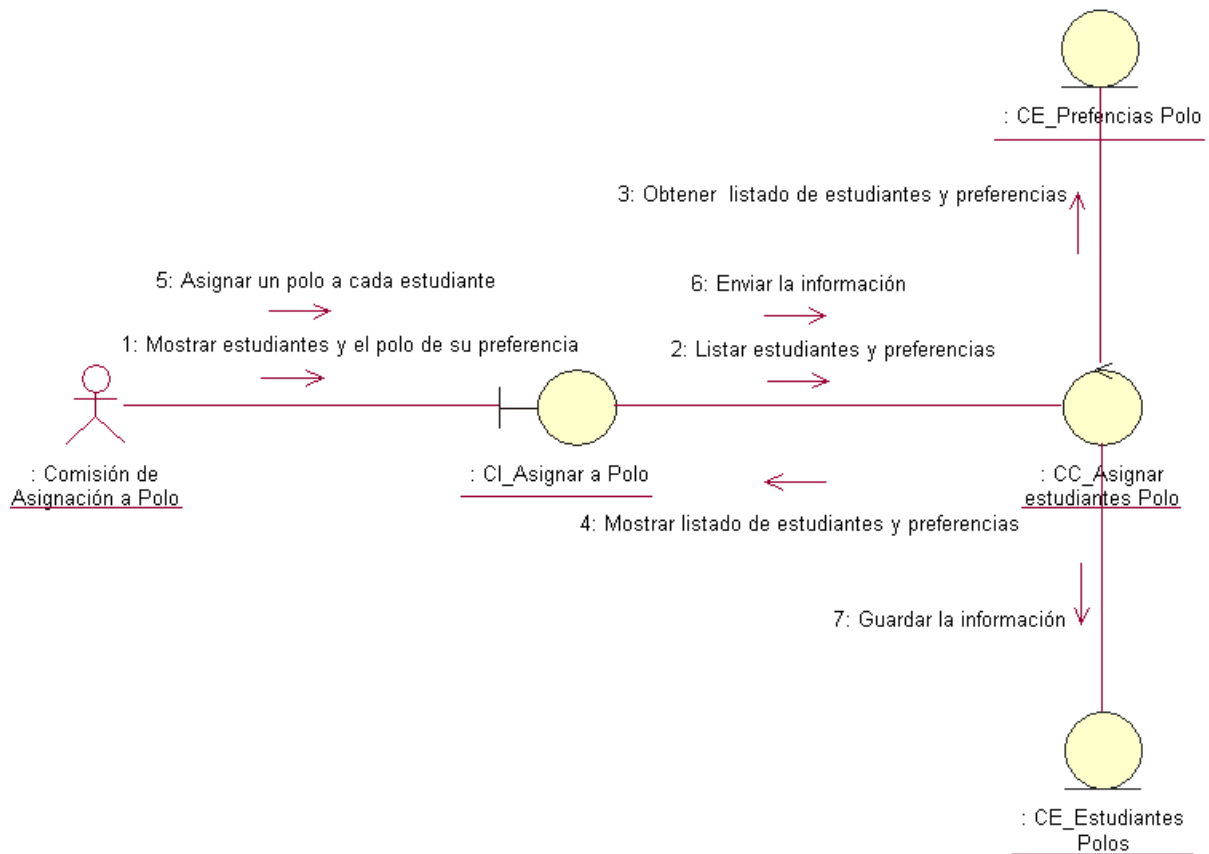 : CE_Prefencias Polo
3: Obtener listado de estudiantes y preferencias
5: Asignar un polo a cada estudiante
6: Enviar la información
1: Mostrar estudiantes y el polo de su preferencia
2: Listar estudiantes y preferencias
: Comisión de
Asignación a Polo
: CI_Asignar a Polo
: CC_Asignar
estudiantes Polo
4: Mostrar listado de estudiantes y preferencias
7: Guardar la información
: CE_Estudiantes
Polos